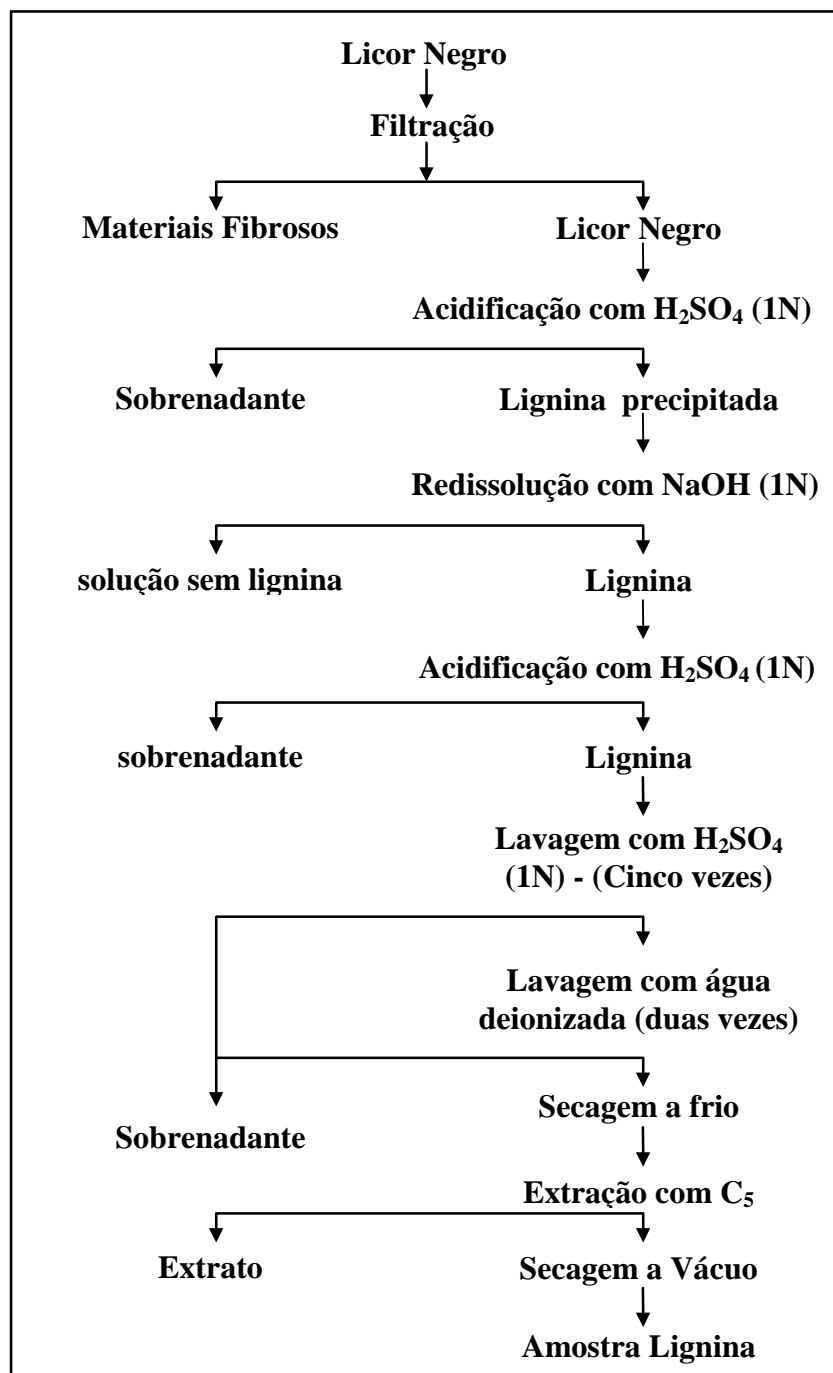 Licor Negro
Filtração
Materiais Fibrosos
Licor Negro
Acidificação com H₂SO₄ (1N)
Sobrenadante
Lignina precipitada
Redissolução com NaOH (1N)
solução sem lignina
Lignina
Acidificação com H₂SO₄ (1N)
sobrenadante
Lignina
Lavagem com H₂SO₄
(1N) - (Cinco vezes)
Lavagem com água
deionizada (duas vezes)
Secagem a frio
Sobrenadante
Extração com C₅
Extrato
Secagem a Vácuo
Amostra Lignina